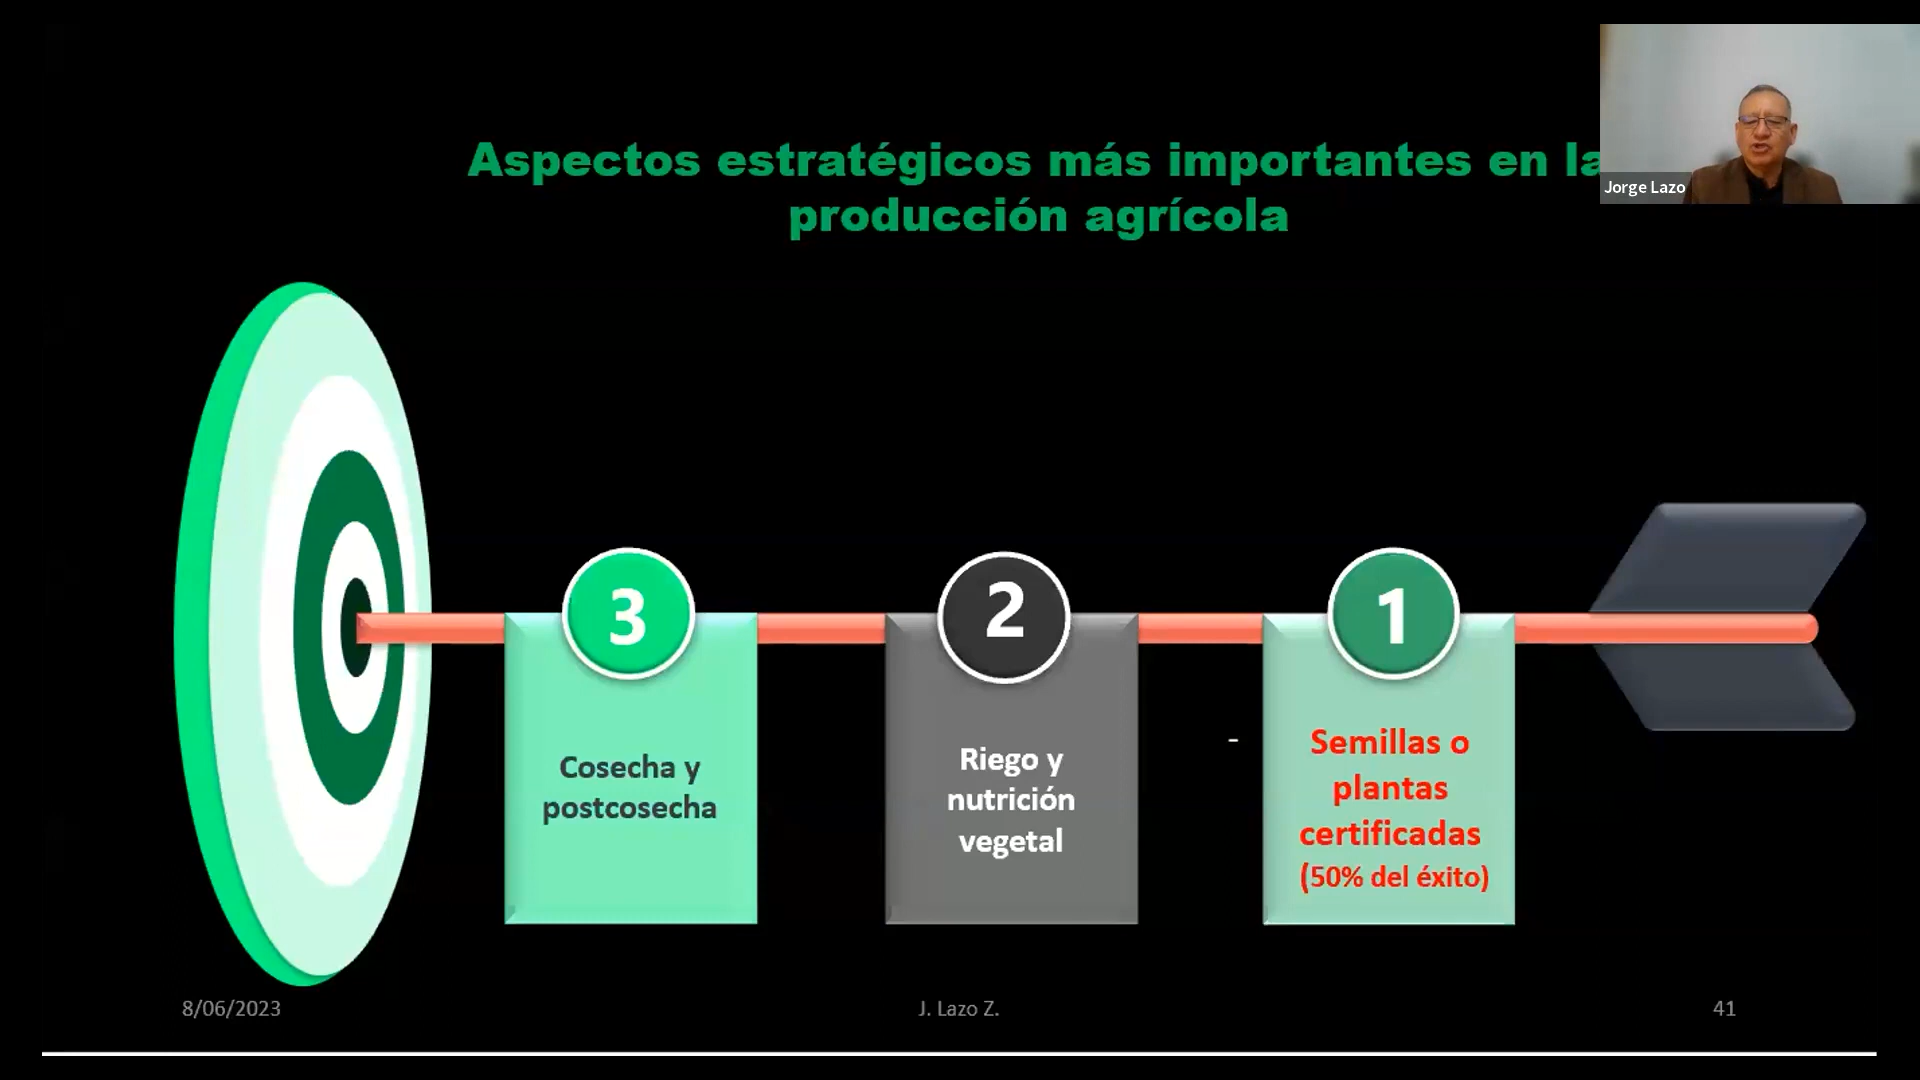 Aspectos estratégicos más importantes en la
producción agrícola
Jorge Lazo
3
Cosecha y
postcosecha
2
Riego y
nutrición
vegetal
-
1
Semillas o
plantas
certificadas
(50% del éxito)
8/06/2023
J. Lazo Z.
41